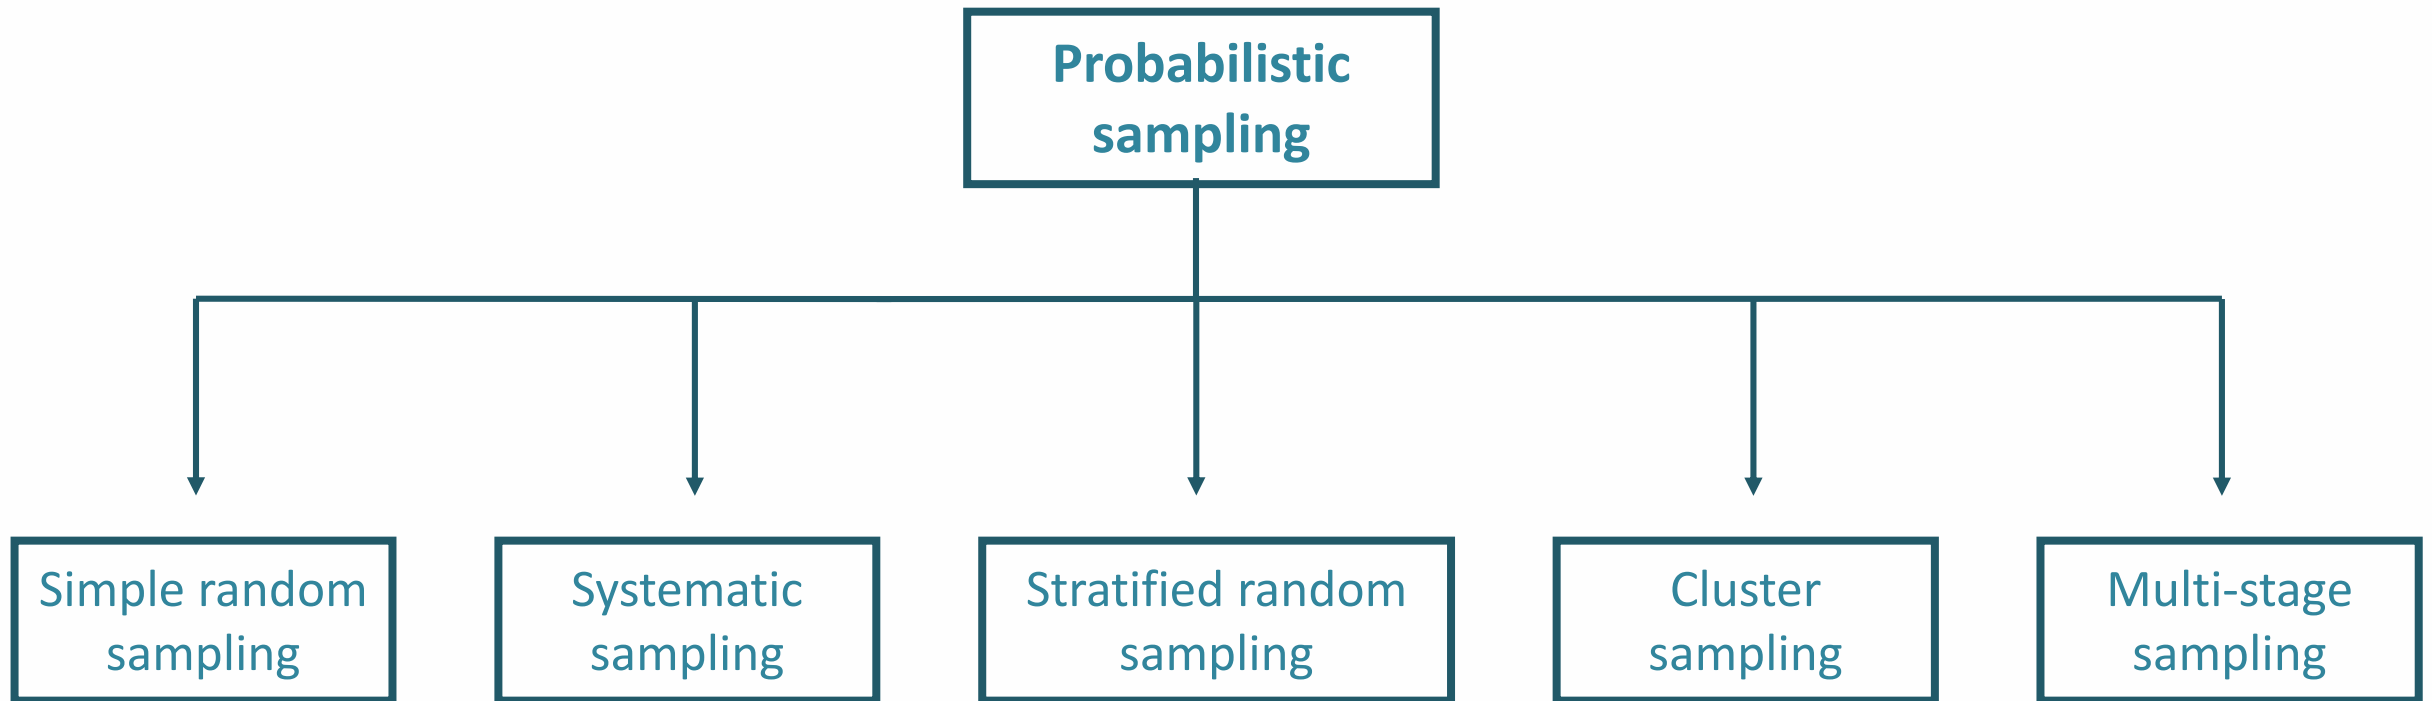 Probabilistic
sampling
Simple random
sampling
Systematic
sampling
Stratified random
sampling
Cluster
sampling
Multi-stage
sampling